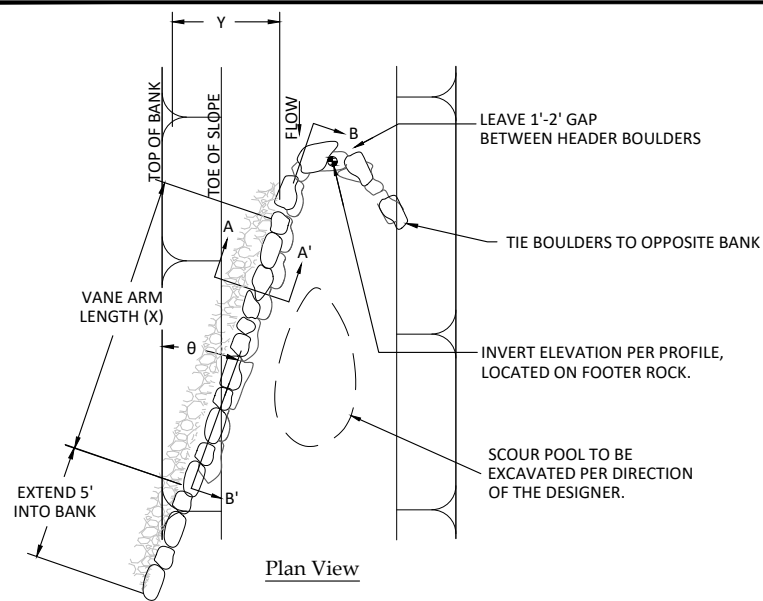 Y
TOP OF BANK
TOE OF SLOPE
FLOW
B
LEAVE 1'-2' GAP
BETWEEN HEADER BOULDERS
A
A'
TIE BOULDERS TO OPPOSITE BANK
VANE ARM
LENGTH (X)
θ
INVERT ELEVATION PER PROFILE,
LOCATED ON FOOTER ROCK.
SCOUR POOL TO BE
EXCAVATED PER DIRECTION
OF THE DESIGNER.
EXTEND 5'
INTO BANK
B'
Plan View